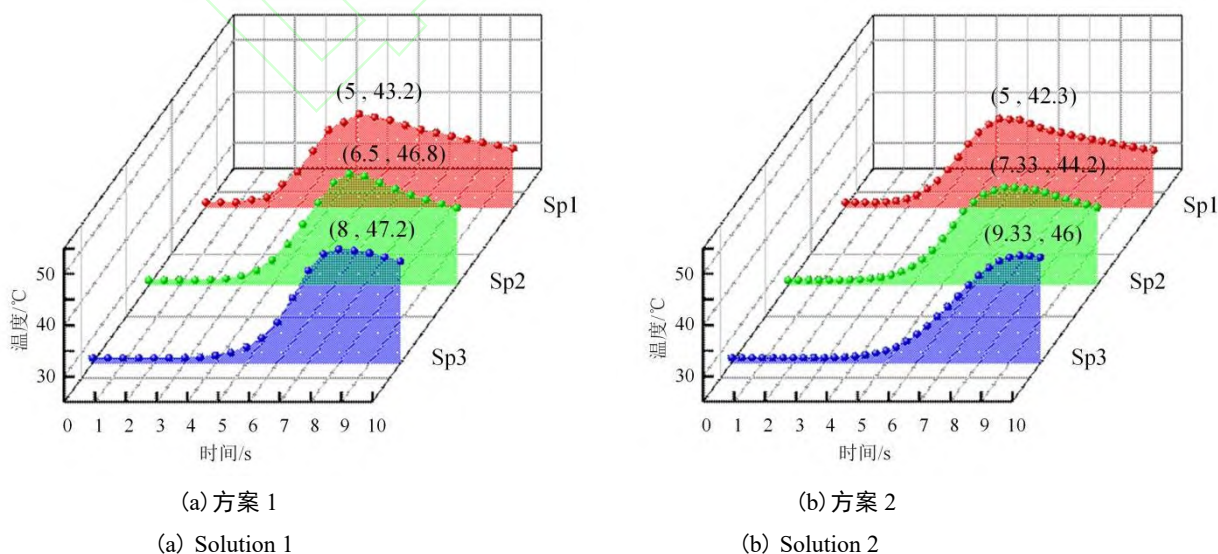 (5 , 43.2)
(6.5 , 46.8)
(8 , 47.2)
Sp1
Sp2
Sp3
50
40
30
温度/℃
0 1 2 3 4 5 6 7 8 9 10
时间/s
(a) 方案 1
(a) Solution 1
(5 , 42.3)
(7.33 , 44.2)
(9.33 , 46)
Sp1
Sp2
Sp3
50
40
30
温度/℃
0 1 2 3 4 5 6 7 8 9 10
时间/s
(b) 方案 2
(b) Solution 2